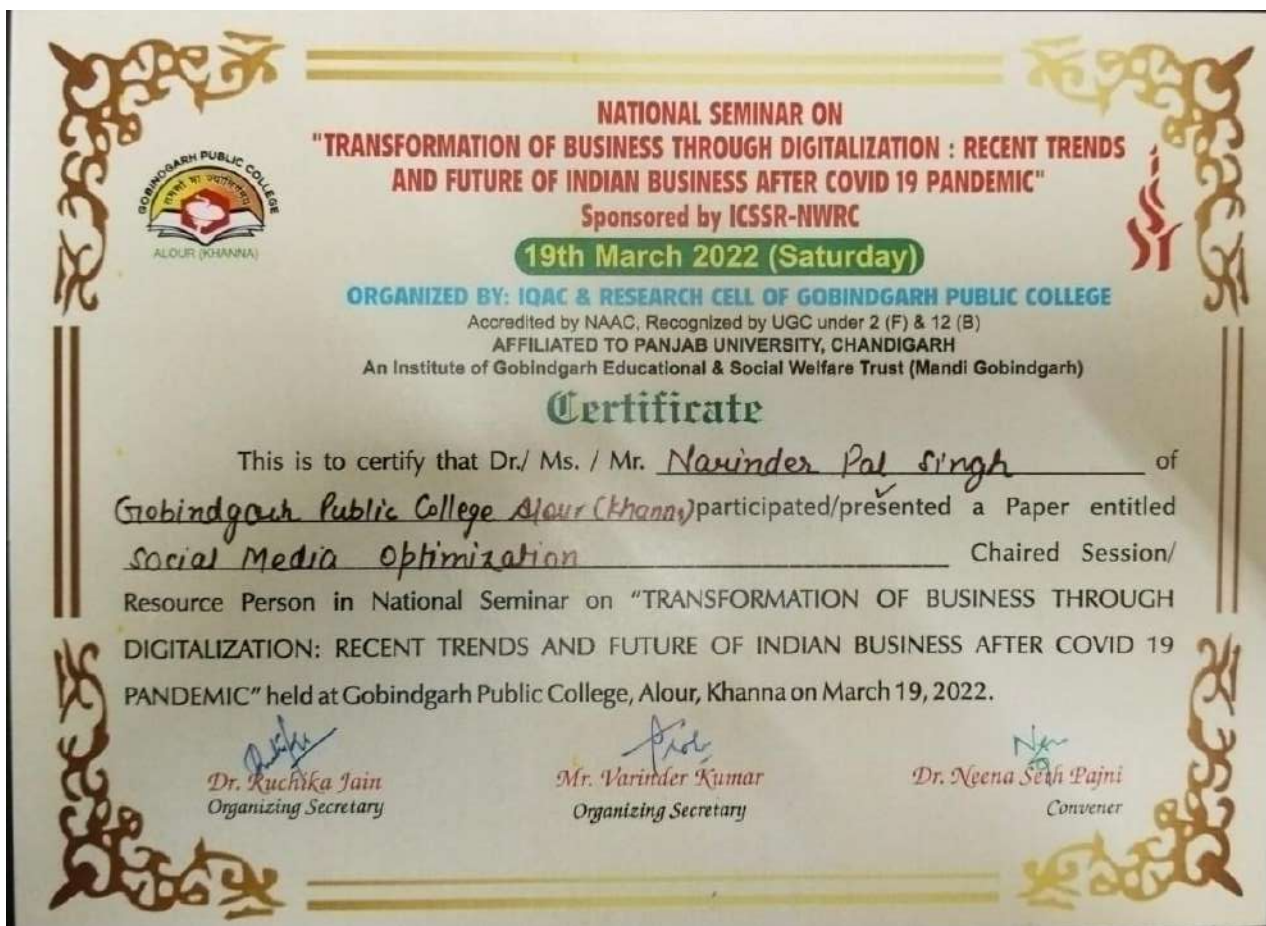 NATIONAL SEMINAR ON
"TRANSFORMATION OF BUSINESS THROUGH DIGITALIZATION : RECENT TRENDS
AND FUTURE OF INDIAN BUSINESS AFTER COVID 19 PANDEMIC"
Sponsored by ICSSR-NWRC
19th March 2022 (Saturday)
GOBINDGARH PUBLIC COLLEGE
तमसो मा ज्योतिर्गमय
ALOUR (KHANNA)
ORGANIZED BY: IQAC & RESEARCH CELL OF GOBINDGARH PUBLIC COLLEGE
Accredited by NAAC, Recognized by UGC under 2 (F) & 12 (B)
AFFILIATED TO PANJAB UNIVERSITY, CHANDIGARH
An Institute of Gobindgarh Educational & Social Welfare Trust (Mandi Gobindgarh)
Certificate
This is to certify that Dr./ Ms. / Mr. Narinder Pal Singh of
Gobindgarh Public College Alour (Khanna) participated/presented a Paper entitled
Social Media Optimization Chaired Session/
Resource Person in National Seminar on "TRANSFORMATION OF BUSINESS THROUGH
DIGITALIZATION: RECENT TRENDS AND FUTURE OF INDIAN BUSINESS AFTER COVID 19
PANDEMIC" held at Gobindgarh Public College, Alour, Khanna on March 19, 2022.
Dr. Ruchika Jain Mr. Varinder Kumar Dr. Neena Seth Pajni
Organizing Secretary Organizing Secretary Convener